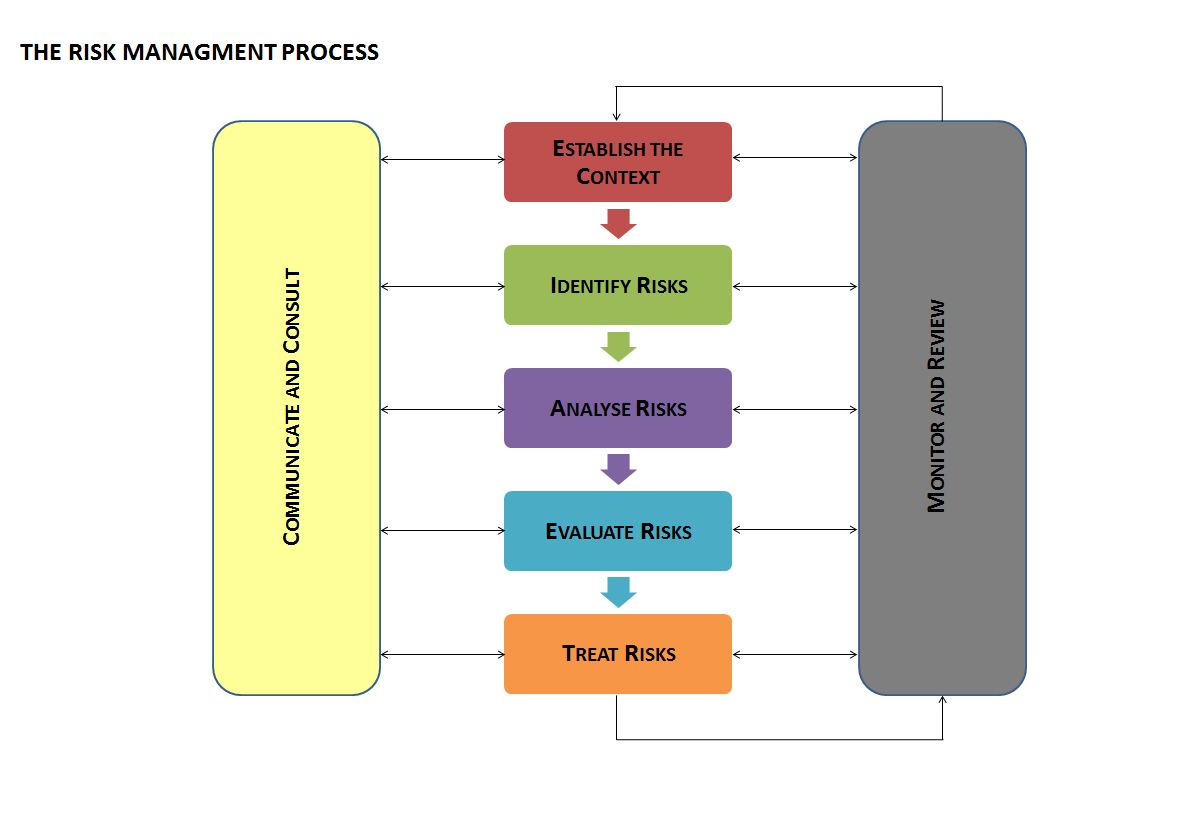 THE RISK MANAGMENT PROCESS
COMMUNICATE AND CONSULT
ESTABLISH THE
CONTEXT
IDENTIFY RISKS
ANALYSE RISKS
EVALUATE RISKS
TREAT RISKS
MONITOR AND REVIEW